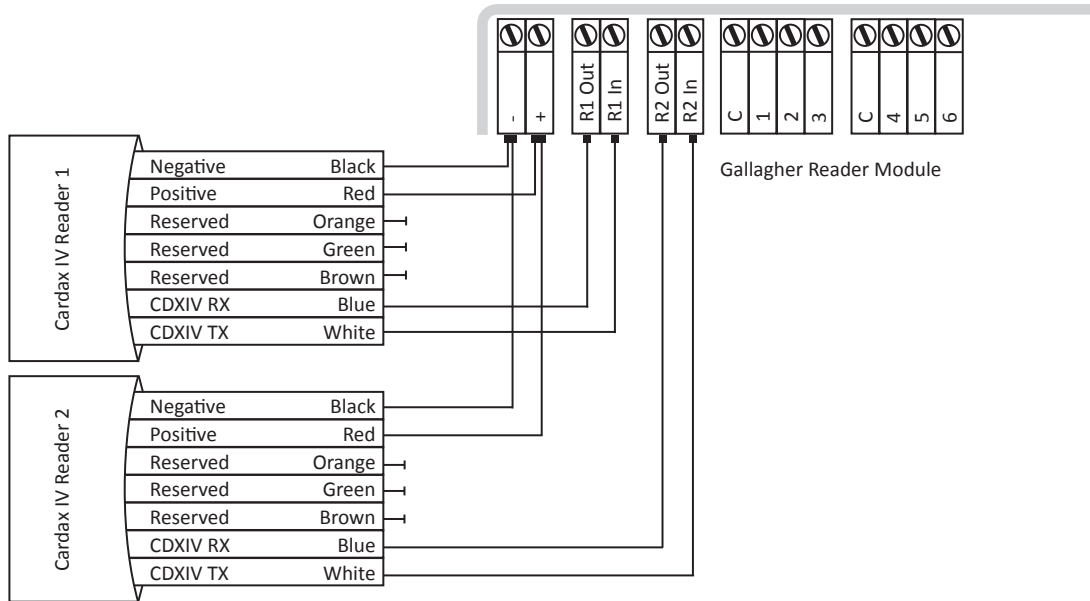 -
+
R1 Out
R1 In
R2 Out
R2 In
C
1
2
3
C
4
5
6
Gallagher Reader Module
Cardax IV Reader 1
Negative Black
Positive Red
Reserved Orange
Reserved Green
Reserved Brown
CDXIV RX Blue
CDXIV TX White
Cardax IV Reader 2
Negative Black
Positive Red
Reserved Orange
Reserved Green
Reserved Brown
CDXIV RX Blue
CDXIV TX White